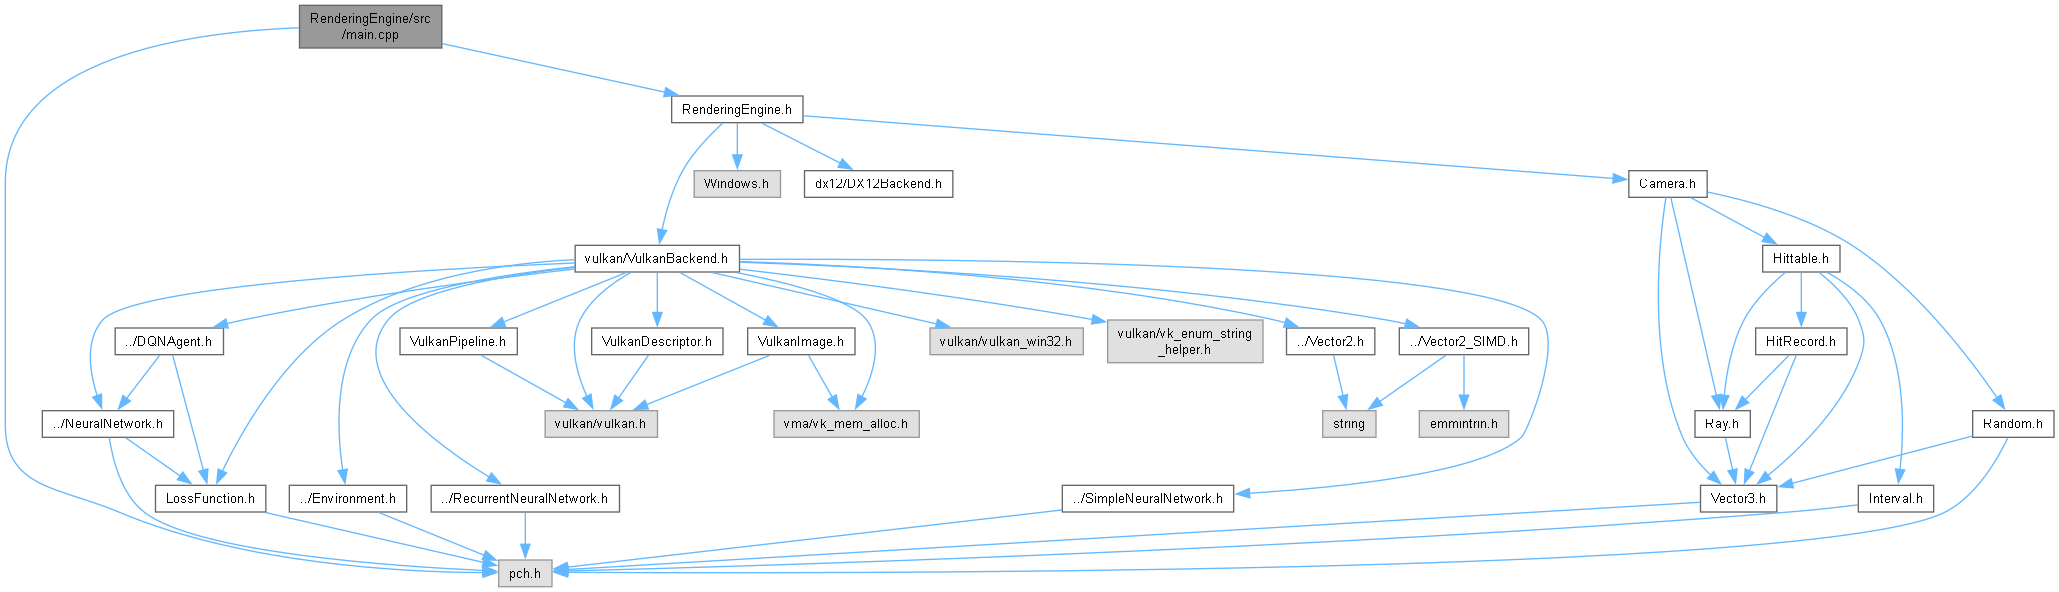 RenderingEngine/src
/main.cpp
RenderingEngine.h
Windows.h
dx12/DX12Backend.h
Camera.h
vulkan/VulkanBackend.h
Hittable.h
../DQNAgent.h
VulkanPipeline.h
VulkanDescriptor.h
VulkanImage.h
vulkan/vulkan_win32.h
vulkan/vk_enum_string
_helper.h
../Vector2.h
../Vector2_SIMD.h
HitRecord.h
../NeuralNetwork.h
vulkan/vulkan.h
vma/vk_mem_alloc.h
string
emmintrin.h
Ray.h
Random.h
LossFunction.h
../Environment.h
../RecurrentNeuralNetwork.h
../SimpleNeuralNetwork.h
Vector3.h
Interval.h
pch.h